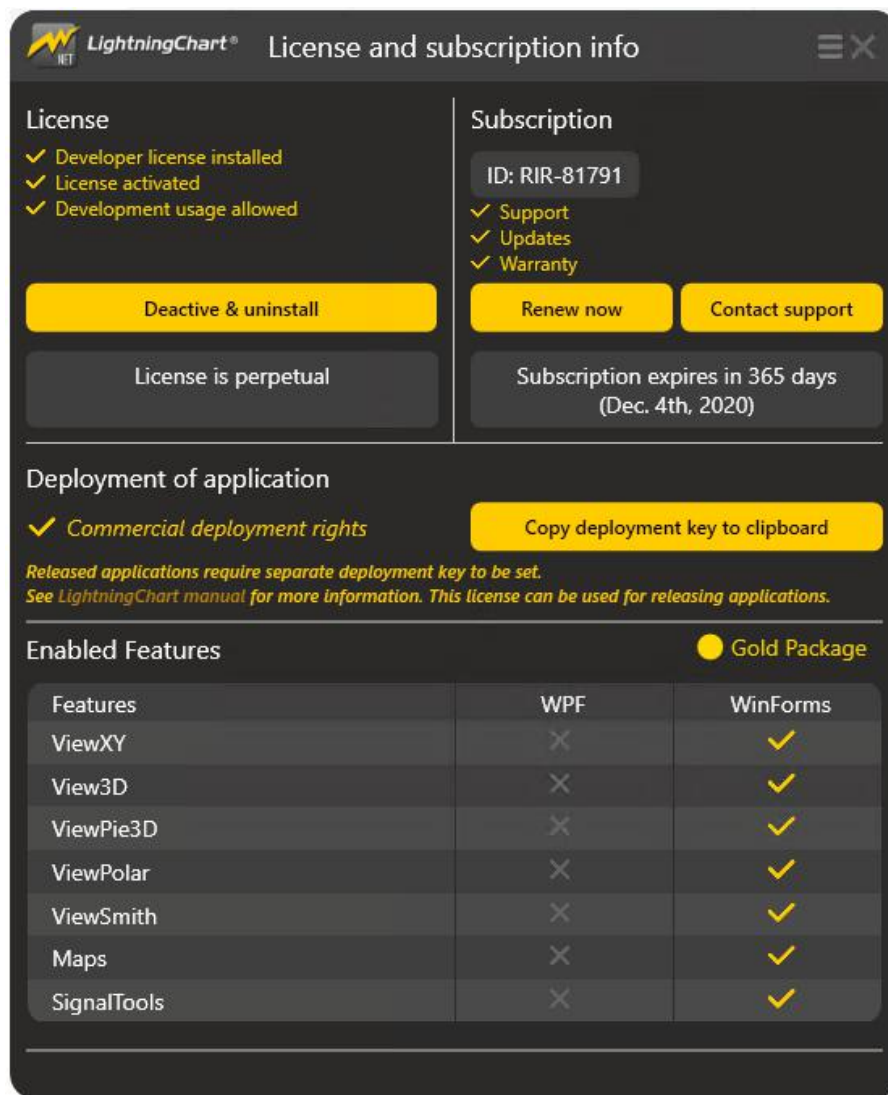 NET LightningChart® License and subscription info
License
Developer license installed
License activated
Development usage allowed
Deactive & uninstall
License is perpetual
Subscription
ID: RIR-81791
Support
Updates
Warranty
Renew now Contact support
Subscription expires in 365 days
(Dec. 4th, 2020)
Deployment of application
Commercial deployment rights Copy deployment key to clipboard
Released applications require separate deployment key to be set.
See LightningChart manual for more information. This license can be used for releasing applications.
Enabled Features Gold Package
Features WPF WinForms
ViewXY
View3D
ViewPie3D
ViewPolar
ViewSmith
Maps
SignalTools